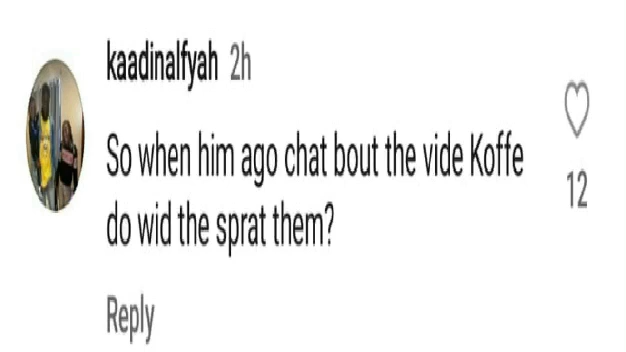 kaadinalfyah 2h
So when him ago chat bout the vide Koffe
do wid the sprat them?
12
Reply